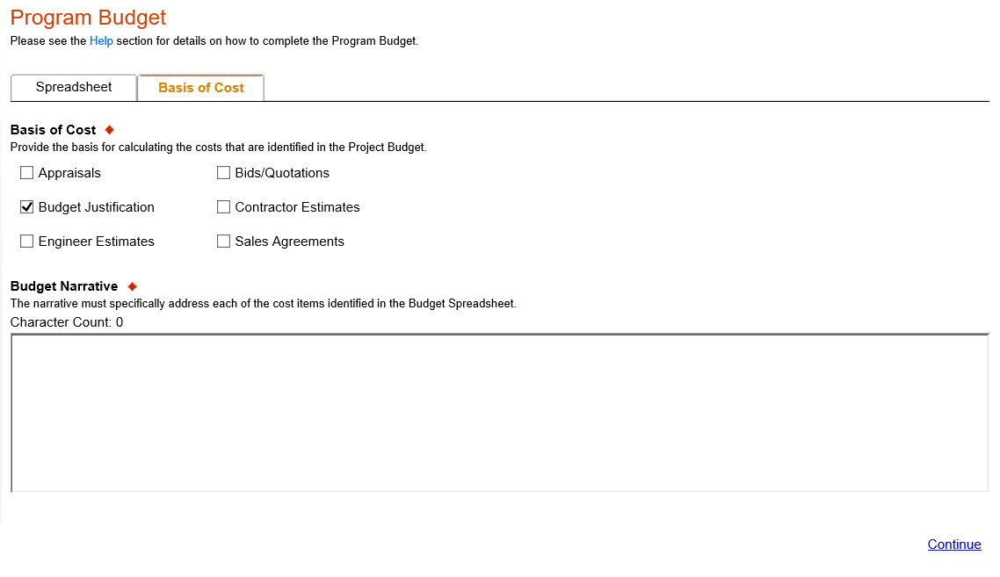 Program Budget
Please see the Help section for details on how to complete the Program Budget.
Spreadsheet
Basis of Cost
Basis of Cost
Provide the basis for calculating the costs that are identified in the Project Budget.
Appraisals
Bids/Quotations
Budget Justification
Contractor Estimates
Engineer Estimates
Sales Agreements
Budget Narrative
The narrative must specifically address each of the cost items identified in the Budget Spreadsheet.
Character Count: 0
Continue